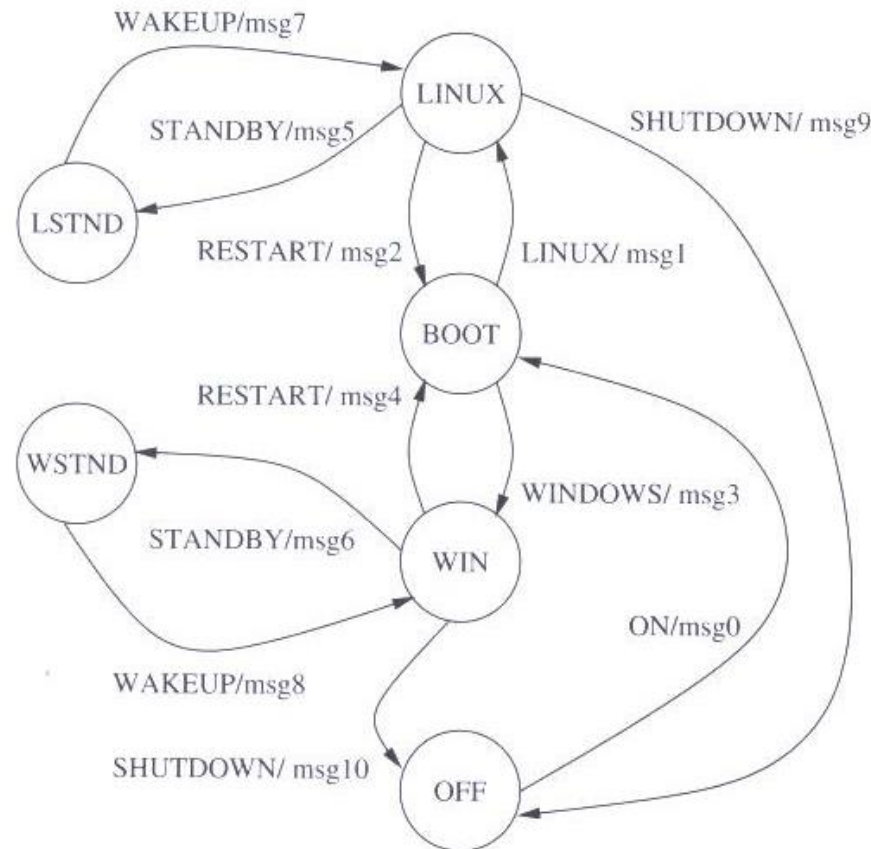 WAKEUP/msg7
LINUX
SHUTDOWN/ msg9
STANDBY/msg5
LSTND
RESTART/ msg2
LINUX/ msg1
BOOT
RESTART/ msg4
WSTND
WINDOWS/ msg3
STANDBY/msg6
WIN
ON/msg0
WAKEUP/msg8
SHUTDOWN/ msg10
OFF